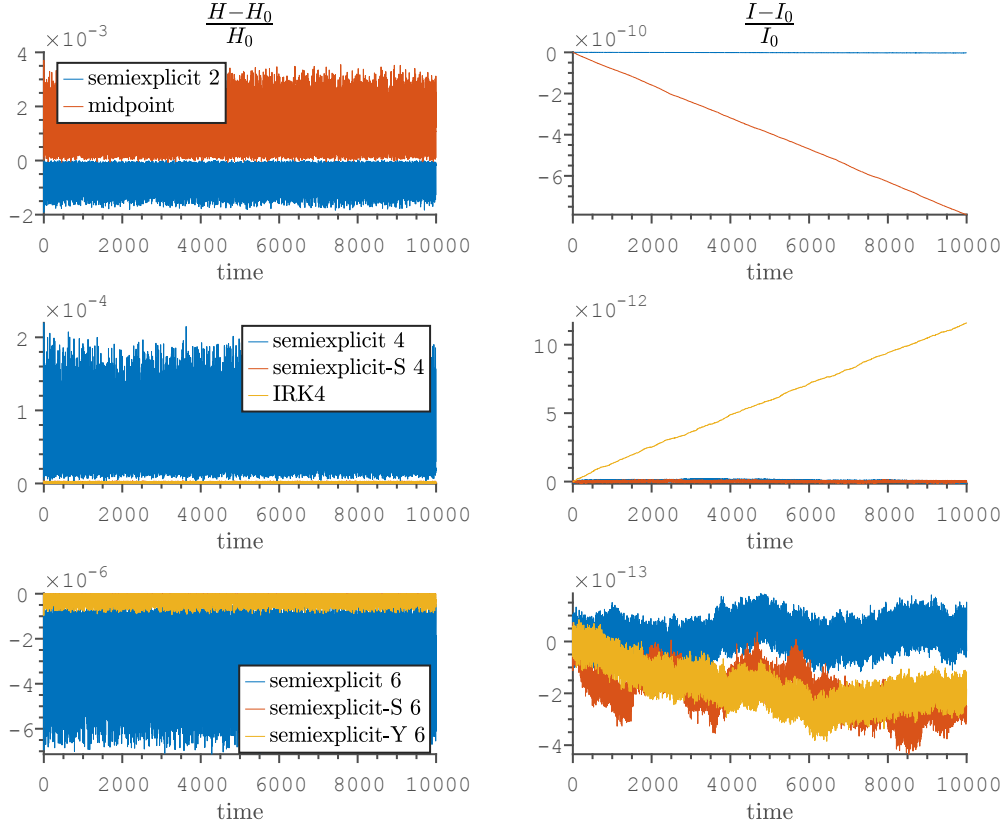 (H−H₀)/H₀
×10⁻³
4
2
0
−2
semiexplicit 2
midpoint
0 2000 4000 6000 8000 10000
time
(I−I₀)/I₀
×10⁻¹⁰
0
−2
−4
−6
0 2000 4000 6000 8000 10000
time
×10⁻⁴
2
1
0
semiexplicit 4
semiexplicit-S 4
IRK4
0 2000 4000 6000 8000 10000
time
×10⁻¹²
10
5
0
0 2000 4000 6000 8000 10000
time
×10⁻⁶
0
−2
−4
−6
semiexplicit 6
semiexplicit-S 6
semiexplicit-Y 6
0 2000 4000 6000 8000 10000
time
×10⁻¹³
0
−2
−4
0 2000 4000 6000 8000 10000
time